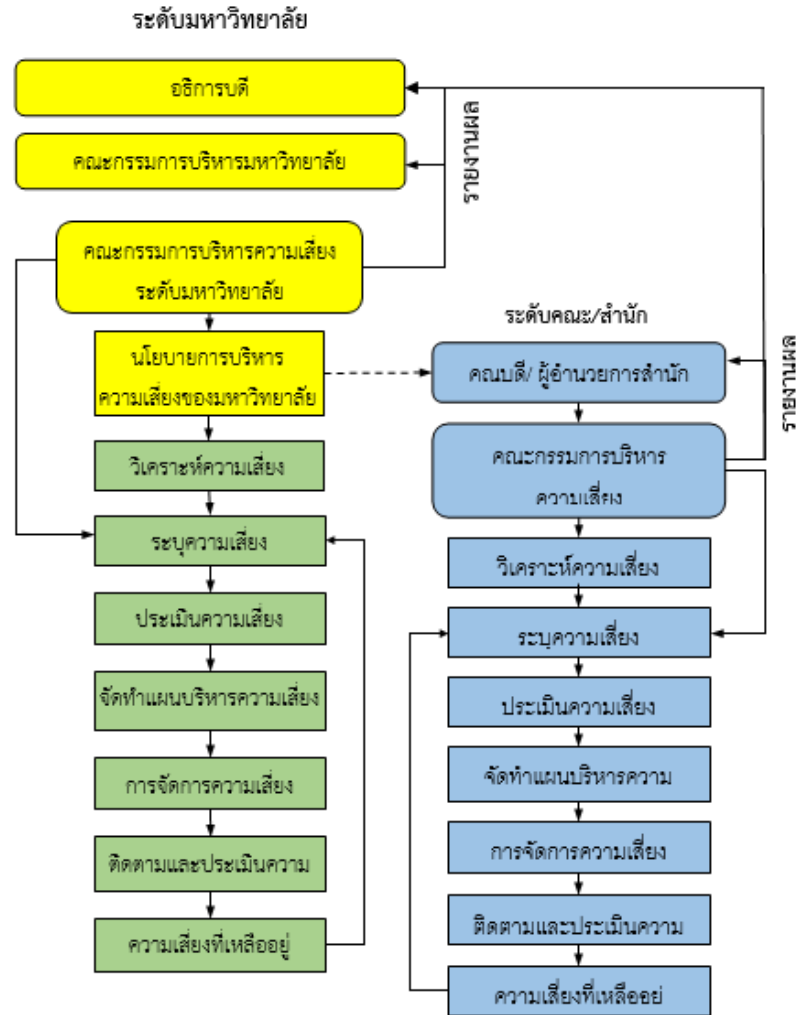 ระดับมหาวิทยาลัย
อธิการบดี
คณะกรรมการบริหารมหาวิทยาลัย
รายงานผล
คณะกรรมการบริหารความเสี่ยง
ระดับมหาวิทยาลัย
นโยบายการบริหาร
ความเสี่ยงของมหาวิทยาลัย
วิเคราะห์ความเสี่ยง
ระบุความเสี่ยง
ประเมินความเสี่ยง
จัดทำแผนบริหารความเสี่ยง
การจัดการความเสี่ยง
ติดตามและประเมินความ
ความเสี่ยงที่เหลืออยู่
ระดับคณะ/สำนัก
รายงานผล
คณบดี/ ผู้อำนวยการสำนัก
คณะกรรมการบริหาร
ความเสี่ยง
วิเคราะห์ความเสี่ยง
ระบุความเสี่ยง
ประเมินความเสี่ยง
จัดทำแผนบริหารความ
การจัดการความเสี่ยง
ติดตามและประเมินความ
ความเสี่ยงที่เหลืออย่